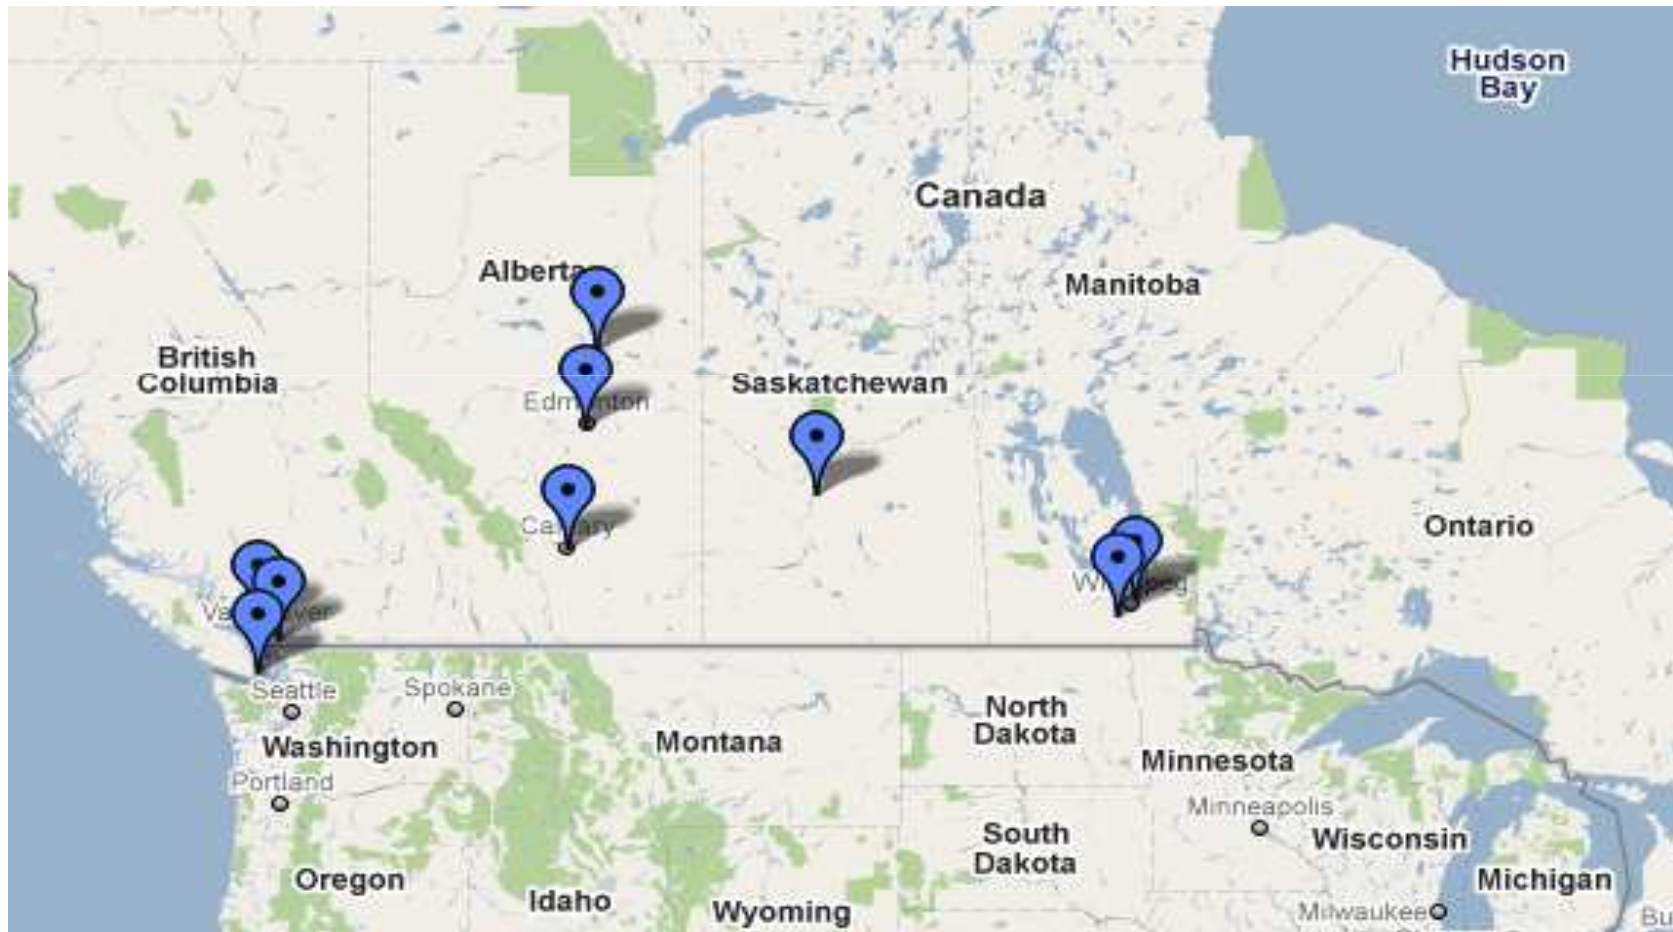 Hudson
Bay
Canada
Alberta
Manitoba
British
Columbia
Saskatchewan
Ontario
Seattle
Spokane
Washington
Montana
North
Dakota
Minnesota
Portland
Minneapolis
South
Dakota
Wisconsin
Oregon
Idaho
Wyoming
Michigan
Milwaukee
Bu